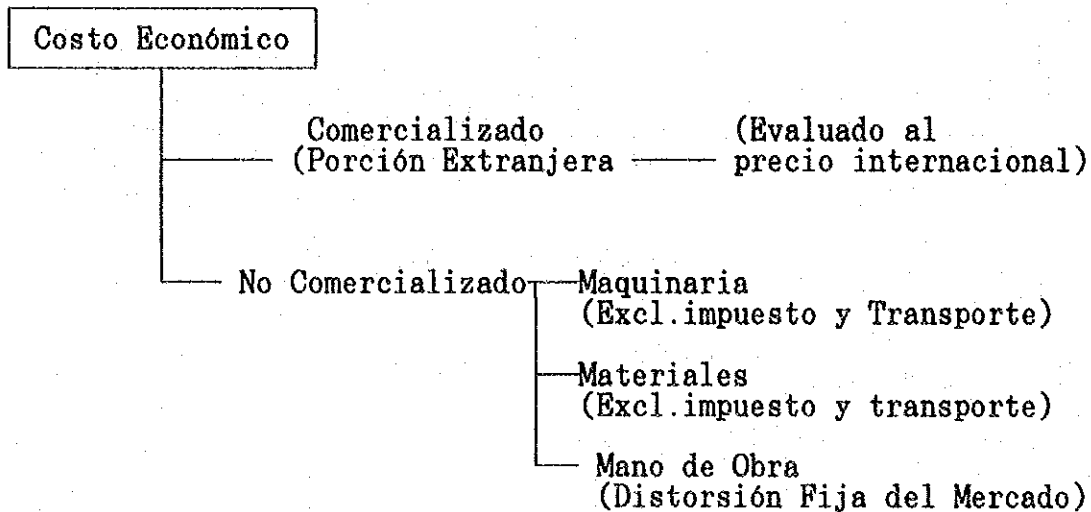 Costo Económico
Comercializado (Evaluado al
(Porción Extranjera precio internacional)
No Comercializado Maquinaria
(Excl.impuesto y Transporte)
Materiales
(Excl.impuesto y transporte)
Mano de Obra
(Distorsión Fija del Mercado)